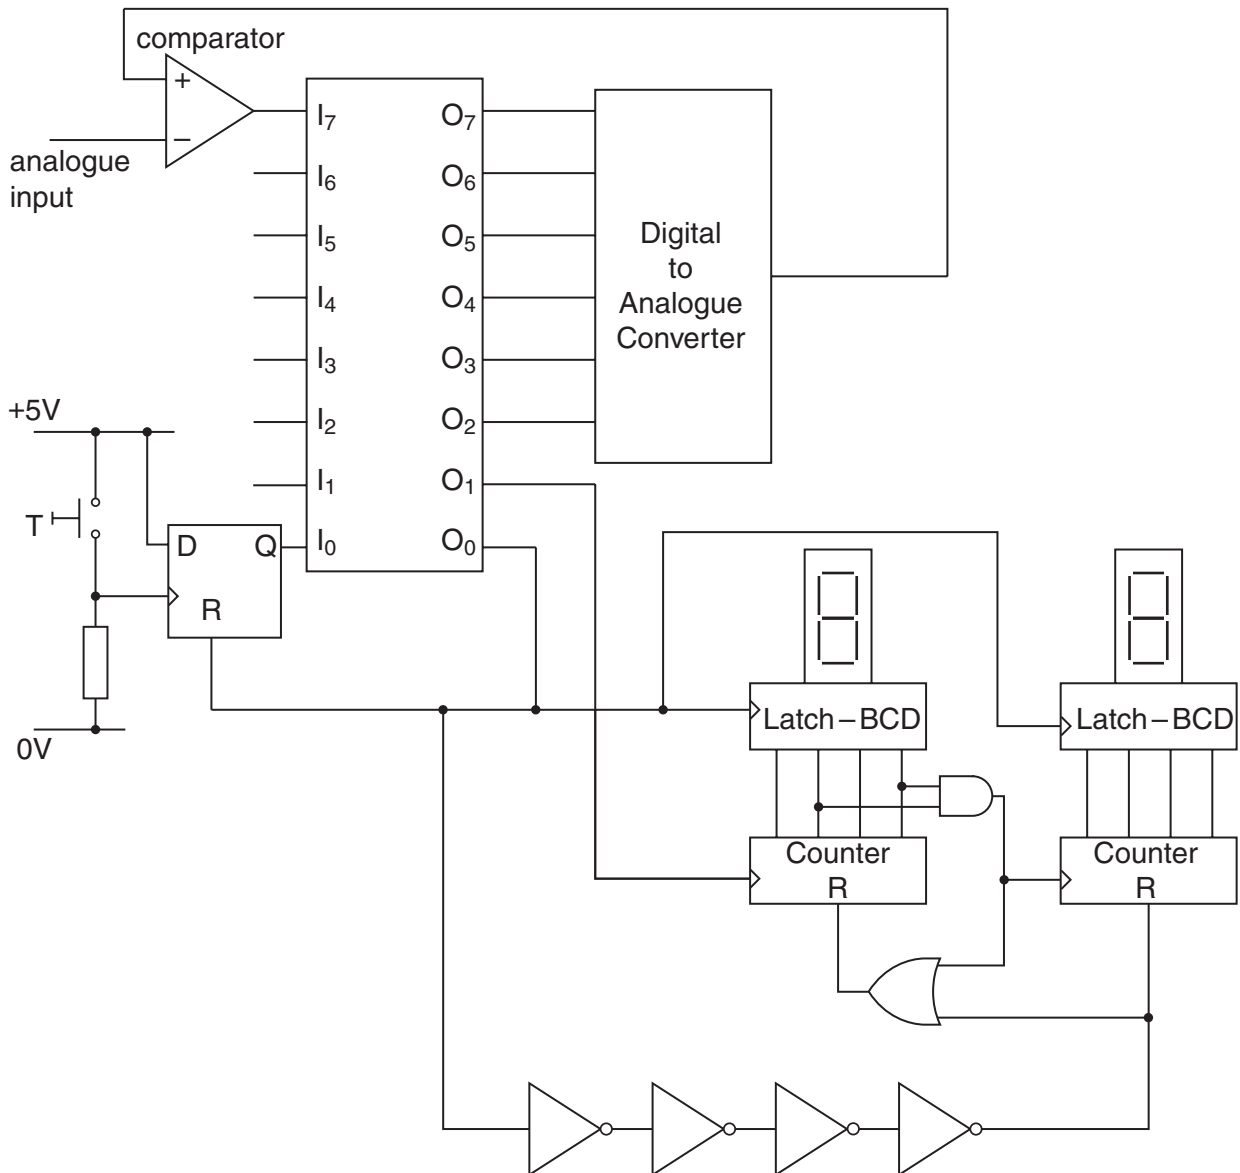 comparator
+
−
analogue
input
I₇ O₇
I₆ O₆
I₅ O₅
I₄ O₄
I₃ O₃
I₂ O₂
I₁ O₁
I₀ O₀
Digital
to
Analogue
Converter
+5V
T
D Q
R
0V
Latch–BCD Latch–BCD
Counter Counter
R R